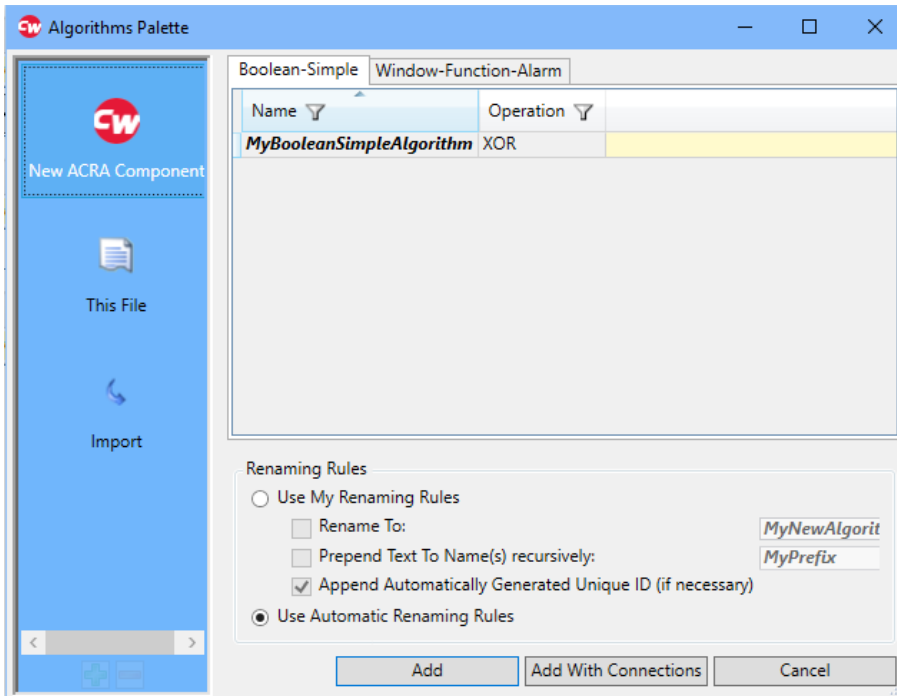 CW Algorithms Palette
CW
New ACRA Component
This File
Import
Boolean-Simple Window-Function-Alarm
Name Operation
MyBooleanSimpleAlgorithm XOR
Renaming Rules
Use My Renaming Rules
Rename To: MyNewAlgorit
Prepend Text To Name(s) recursively: MyPrefix
Append Automatically Generated Unique ID (if necessary)
Use Automatic Renaming Rules
Add Add With Connections Cancel